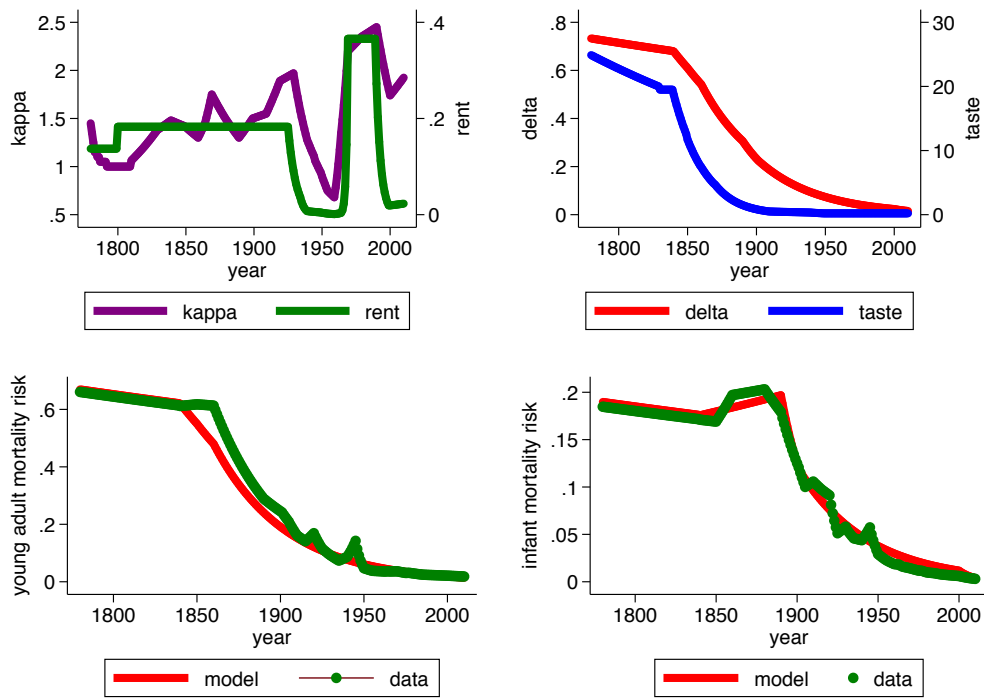 2.5
2
1.5
1
.5
kappa
.4
.2
0
rent
1800 1850 1900 1950 2000
year
kappa rent
.8
.6
.4
.2
0
delta
30
20
10
0
taste
1800 1850 1900 1950 2000
year
delta taste
.6
.4
.2
0
young adult mortality risk
1800 1850 1900 1950 2000
year
model data
.2
.15
.1
.05
0
infant mortality risk
1800 1850 1900 1950 2000
year
model data